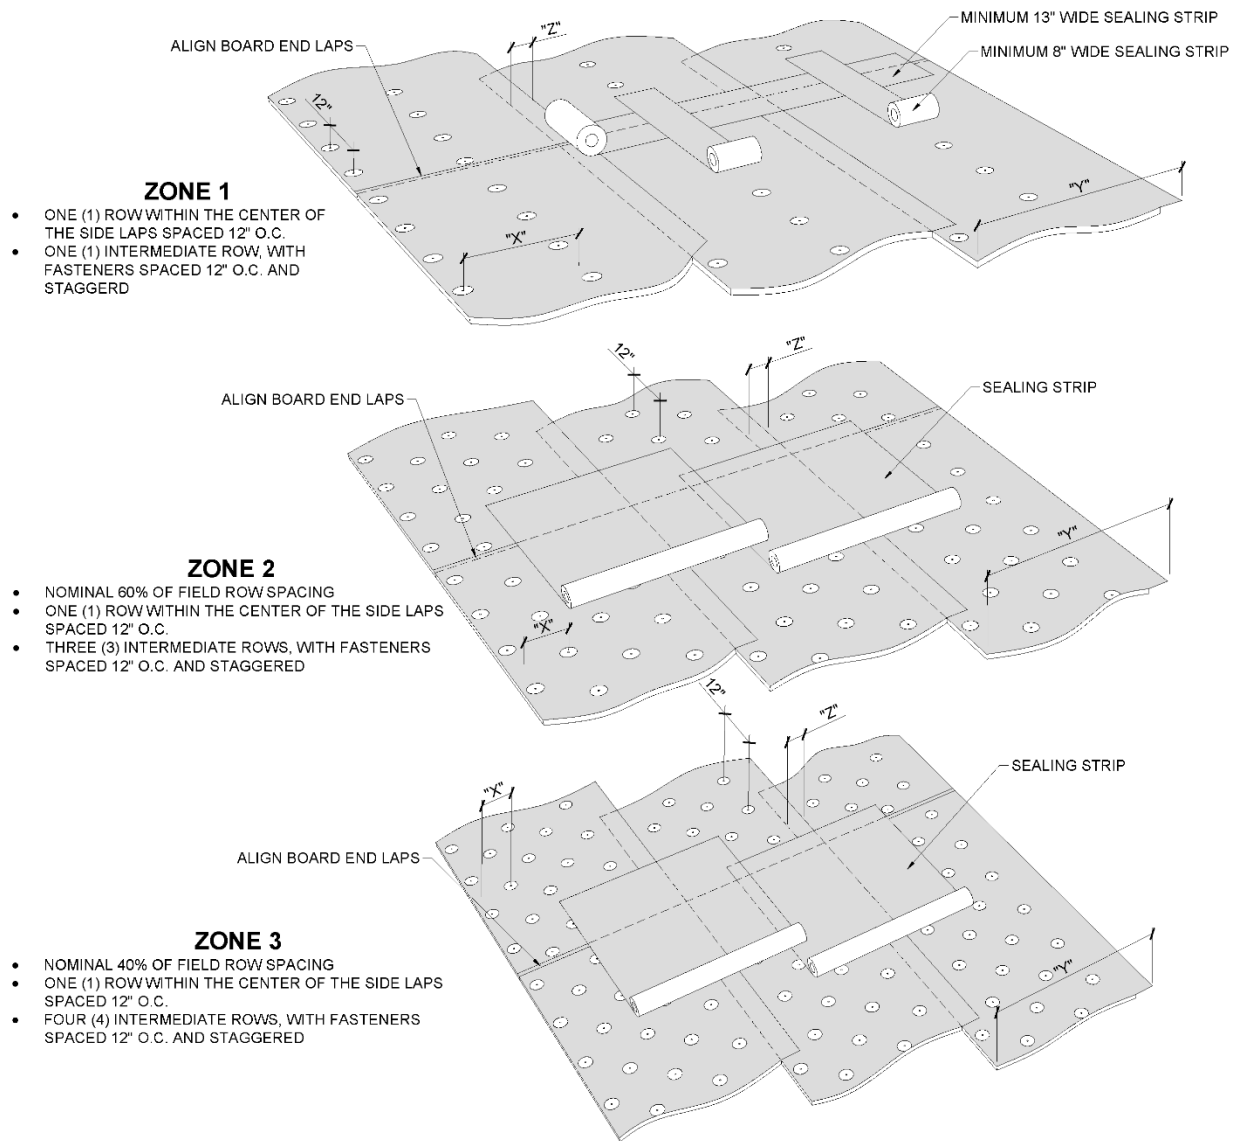 ALIGN BOARD END LAPS
"Z"
MINIMUM 13" WIDE SEALING STRIP
MINIMUM 8" WIDE SEALING STRIP
12"
ZONE 1
• ONE (1) ROW WITHIN THE CENTER OF
THE SIDE LAPS SPACED 12" O.C.
• ONE (1) INTERMEDIATE ROW, WITH
FASTENERS SPACED 12" O.C. AND
STAGGERD
"X"
"Y"
12"
"Z"
ALIGN BOARD END LAPS
SEALING STRIP
ZONE 2
• NOMINAL 60% OF FIELD ROW SPACING
• ONE (1) ROW WITHIN THE CENTER OF THE SIDE LAPS
SPACED 12" O.C.
• THREE (3) INTERMEDIATE ROWS, WITH FASTENERS
SPACED 12" O.C. AND STAGGERED
"X"
"Y"
12"
"Z"
"X"
SEALING STRIP
ALIGN BOARD END LAPS
ZONE 3
• NOMINAL 40% OF FIELD ROW SPACING
• ONE (1) ROW WITHIN THE CENTER OF THE SIDE LAPS
SPACED 12" O.C.
• FOUR (4) INTERMEDIATE ROWS, WITH FASTENERS
SPACED 12" O.C. AND STAGGERED
"Y"